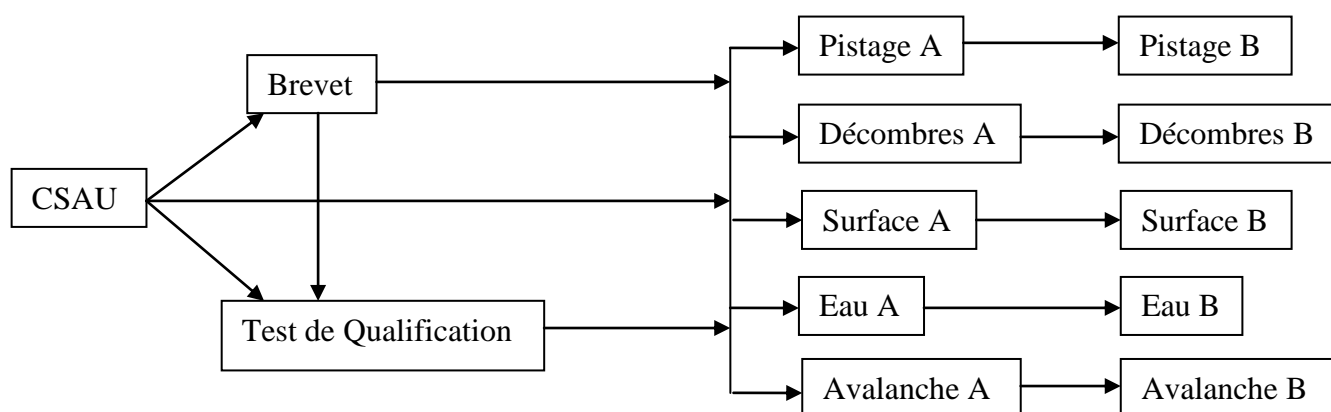 Pistage A
Pistage B
Brevet
Décombres A
Décombres B
CSAU
Surface A
Surface B
Eau A
Eau B
Test de Qualification
Avalanche A
Avalanche B